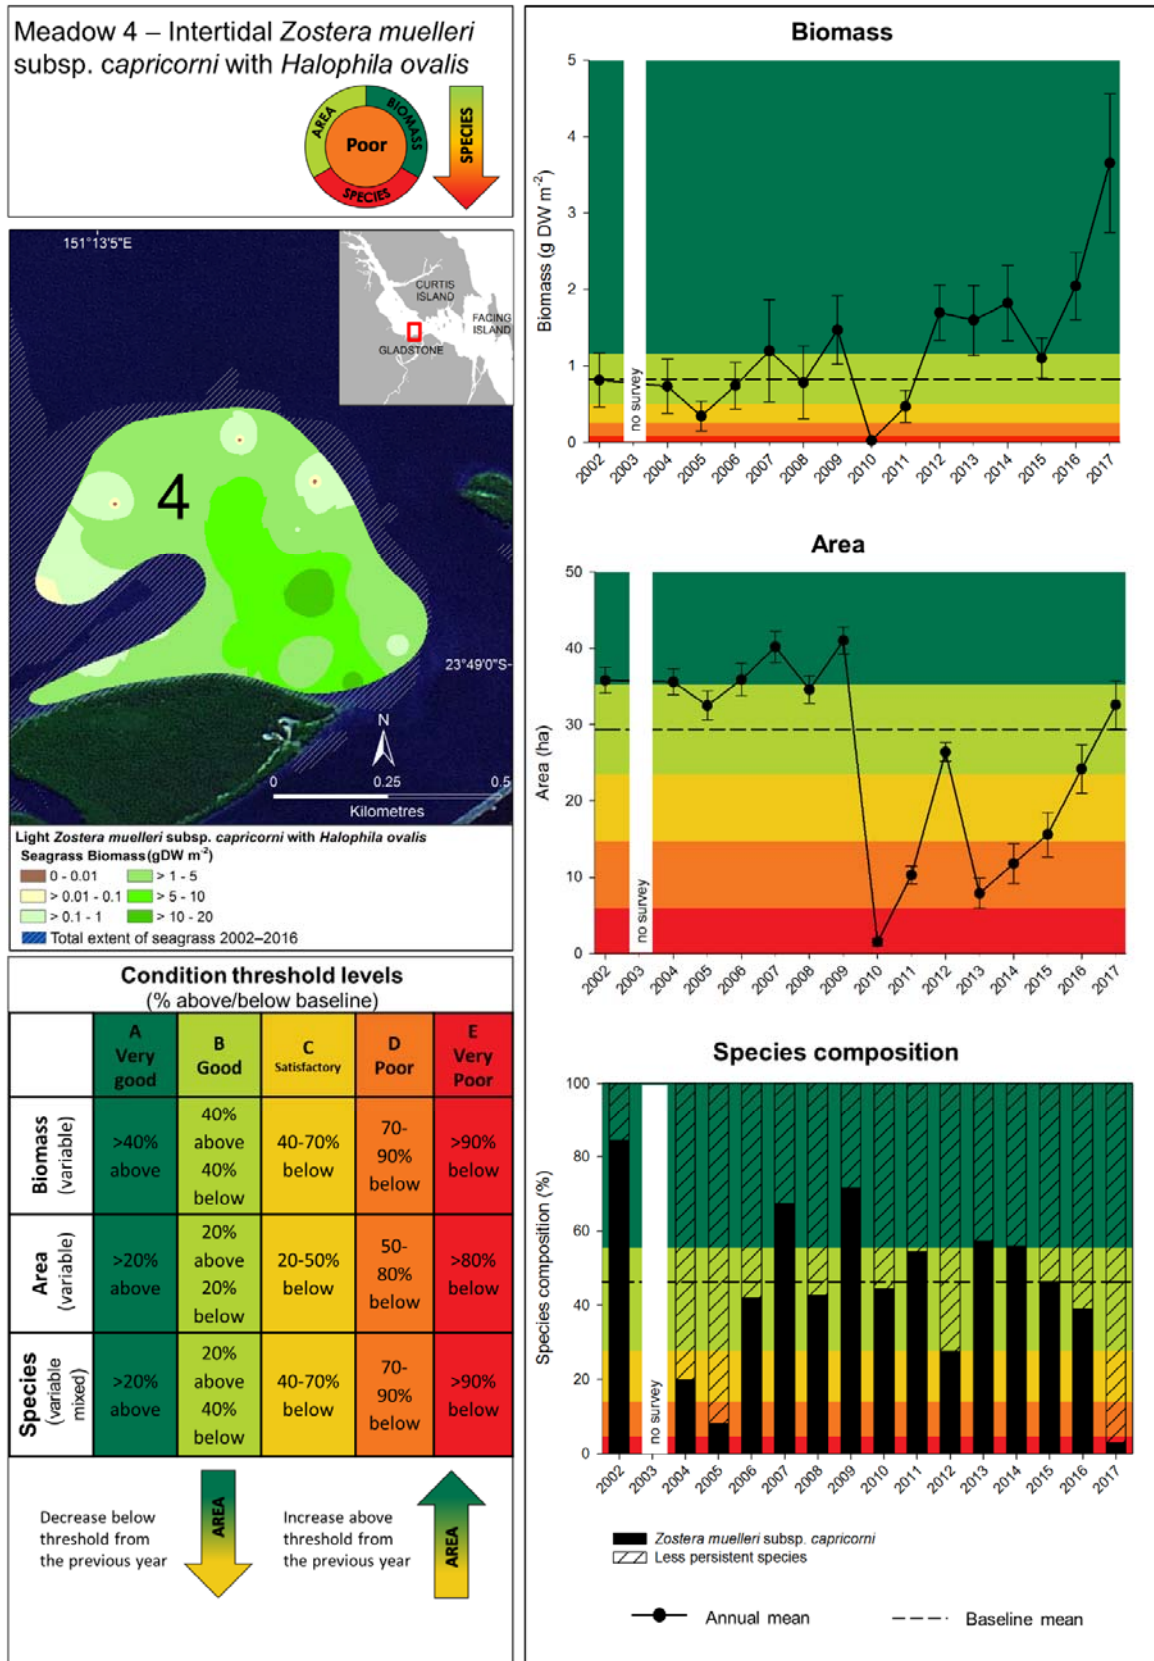 Meadow 4 – Intertidal Zostera muelleri
subsp. capricorni with Halophila ovalis
AREA
BIOMASS
Poor
SPECIES
SPECIES
151°13'5"E
CURTIS
ISLAND
FACING
ISLAND
GLADSTONE
4
23°49'0"S
N
0 0.25 0.5
Kilometres
Light Zostera muelleri subsp. capricorni with Halophila ovalis
Seagrass Biomass (gDW m-2)
0 - 0.01
> 0.01 - 0.1
> 0.1 - 1
> 1 - 5
> 5 - 10
> 10 - 20
Total extent of seagrass 2002–2016
Condition threshold levels
(% above/below baseline)
A
Very
good
B
Good
C
Satisfactory
D
Poor
E
Very
Poor
Biomass
(variable)
>40%
above
40%
above
40%
below
40-70%
below
70-
90%
below
>90%
below
Area
(variable)
>20%
above
20%
above
20%
below
20-50%
below
50-
80%
below
>80%
below
Species
(variable
mixed)
>20%
above
20%
above
40%
below
40-70%
below
70-
90%
below
>90%
below
Decrease below
threshold from
the previous year
AREA
Increase above
threshold from
the previous year
AREA
Biomass
Biomass (g DW m-2)
5
4
3
2
1
0
no survey
2002 2003 2004 2005 2006 2007 2008 2009 2010 2011 2012 2013 2014 2015 2016 2017
Area
Area (ha)
50
40
30
20
10
0
no survey
2002 2003 2004 2005 2006 2007 2008 2009 2010 2011 2012 2013 2014 2015 2016 2017
Species composition
Species composition (%)
100
80
60
40
20
0
no survey
2002 2003 2004 2005 2006 2007 2008 2009 2010 2011 2012 2013 2014 2015 2016 2017
Zostera muelleri subsp. capricorni
Less persistent species
Annual mean
Baseline mean